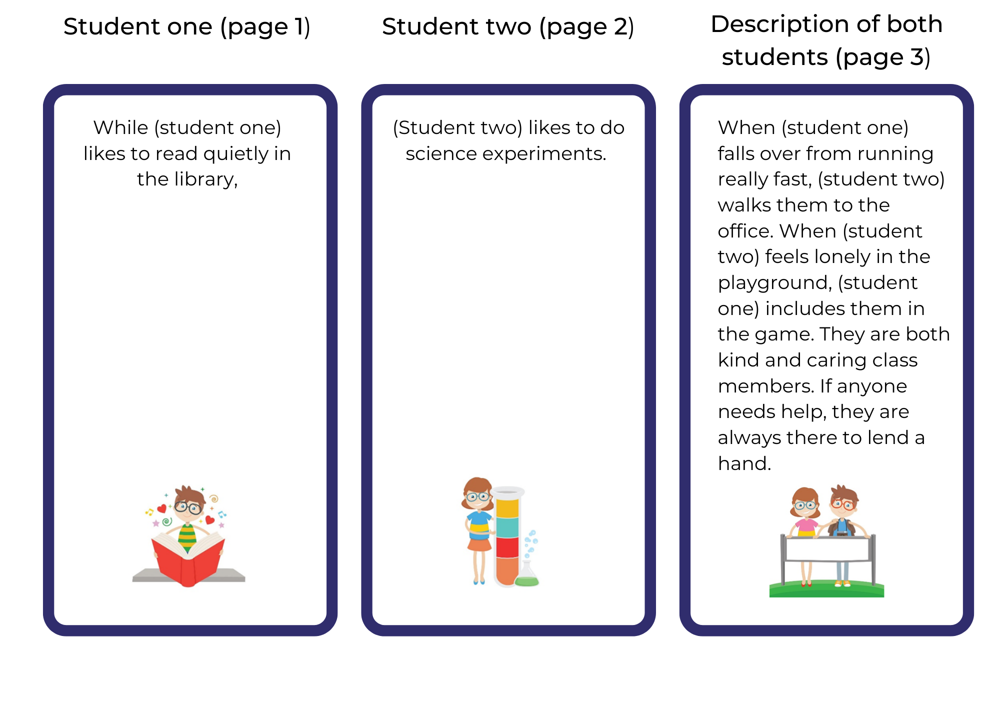 Student one (page 1)
While (student one)
likes to read quietly in
the library,
Student two (page 2)
(Student two) likes to do
science experiments.
Description of both
students (page 3)
When (student one)
falls over from running
really fast, (student two)
walks them to the
office. When (student
two) feels lonely in the
playground, (student
one) includes them in
the game. They are both
kind and caring class
members. If anyone
needs help, they are
always there to lend a
hand.